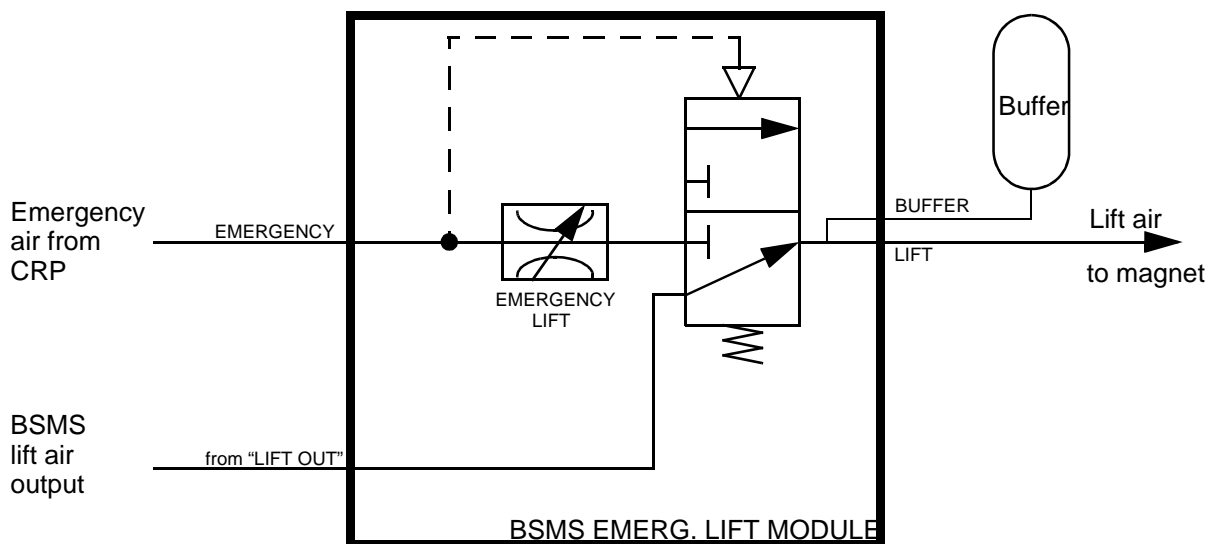 Buffer
Emergency
air from
CRP
EMERGENCY
EMERGENCY
LIFT
BUFFER
LIFT
Lift air
to magnet
BSMS
lift air
output
from “LIFT OUT”
BSMS EMERG. LIFT MODULE